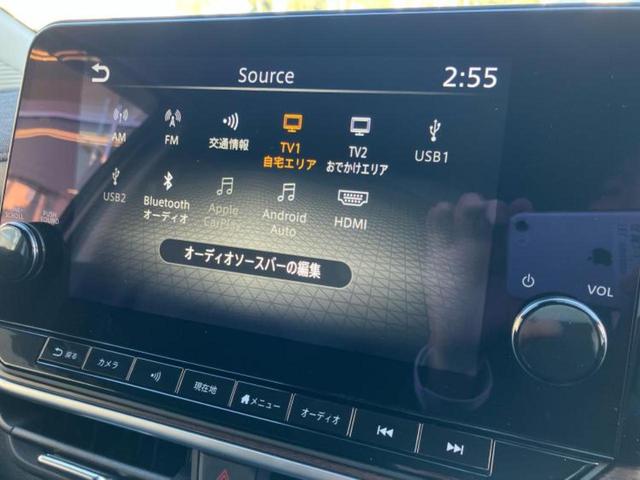 Source
2:55
AM
FM
交通情報
TV1
自宅エリア
TV2
おでかけエリア
USB1
USB2
Bluetooth
オーディオ
Apple
CarPlay
Android
Auto
HDMI
オーディオソースバーの編集
VOL
戻る
カメラ
現在地
メニュー
オーディオ